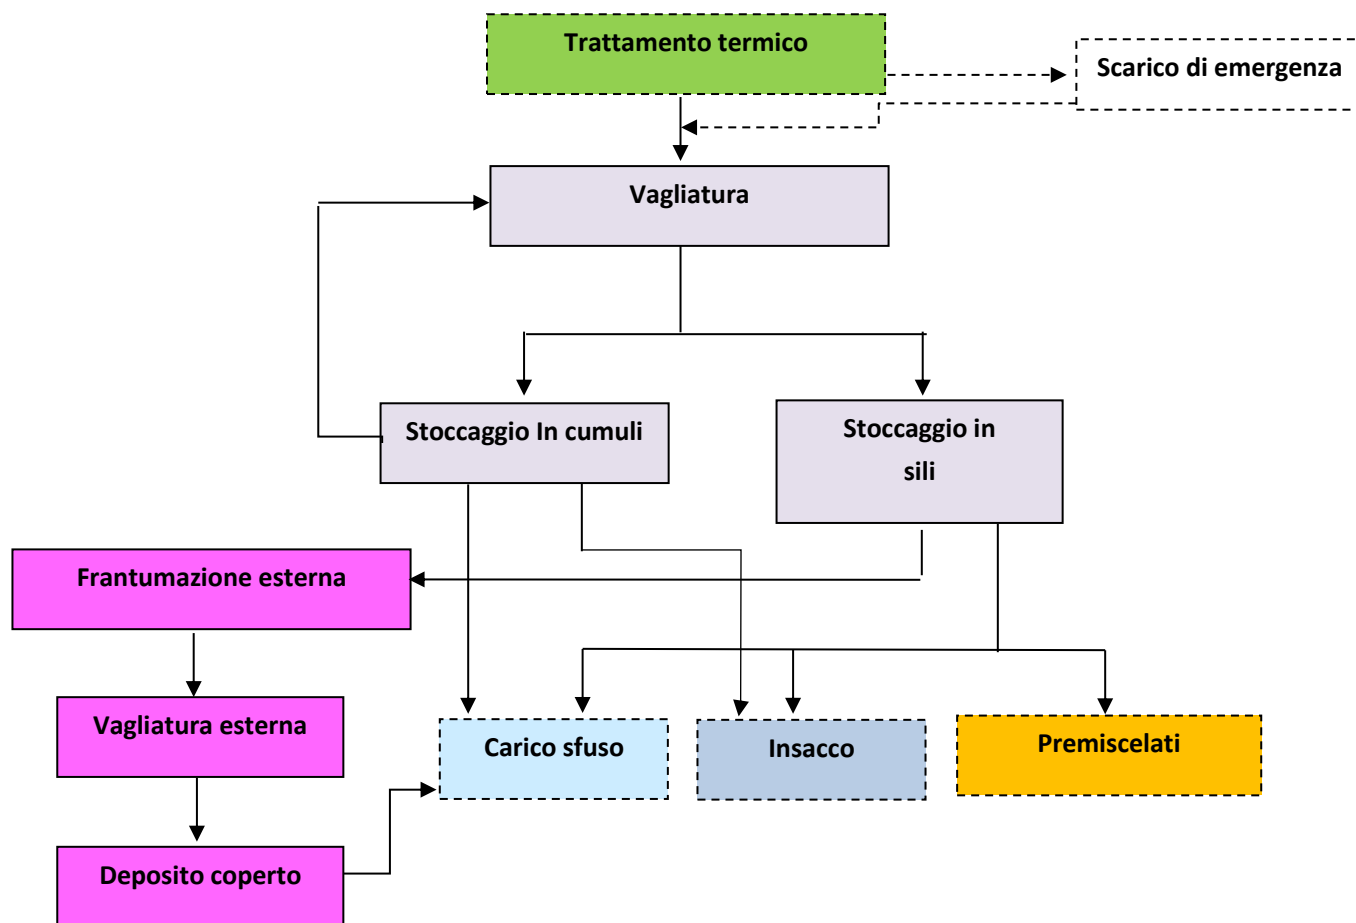 Trattamento termico
Scarico di emergenza
Vagliatura
Stoccaggio In cumuli
Stoccaggio in
sili
Frantumazione esterna
Vagliatura esterna
Carico sfuso
Insacco
Premiscelati
Deposito coperto